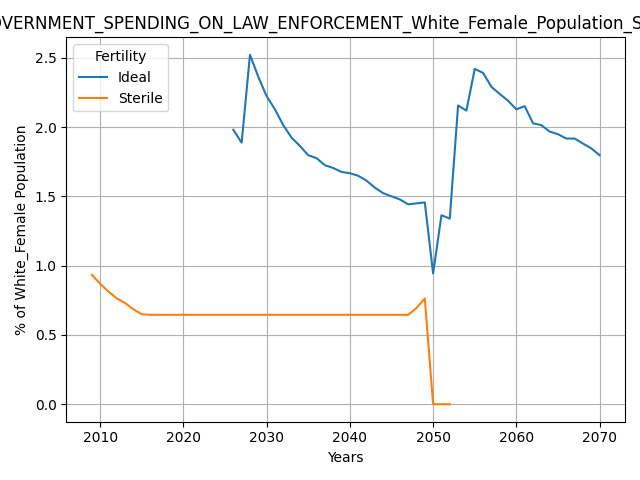 OVERNMENT_SPENDING_ON_LAW_ENFORCEMENT_White_Female_Population_S
Fertility
Ideal
Sterile
% of White_Female Population
2.5
2.0
1.5
1.0
0.5
0.0
2010 2020 2030 2040 2050 2060 2070
Years